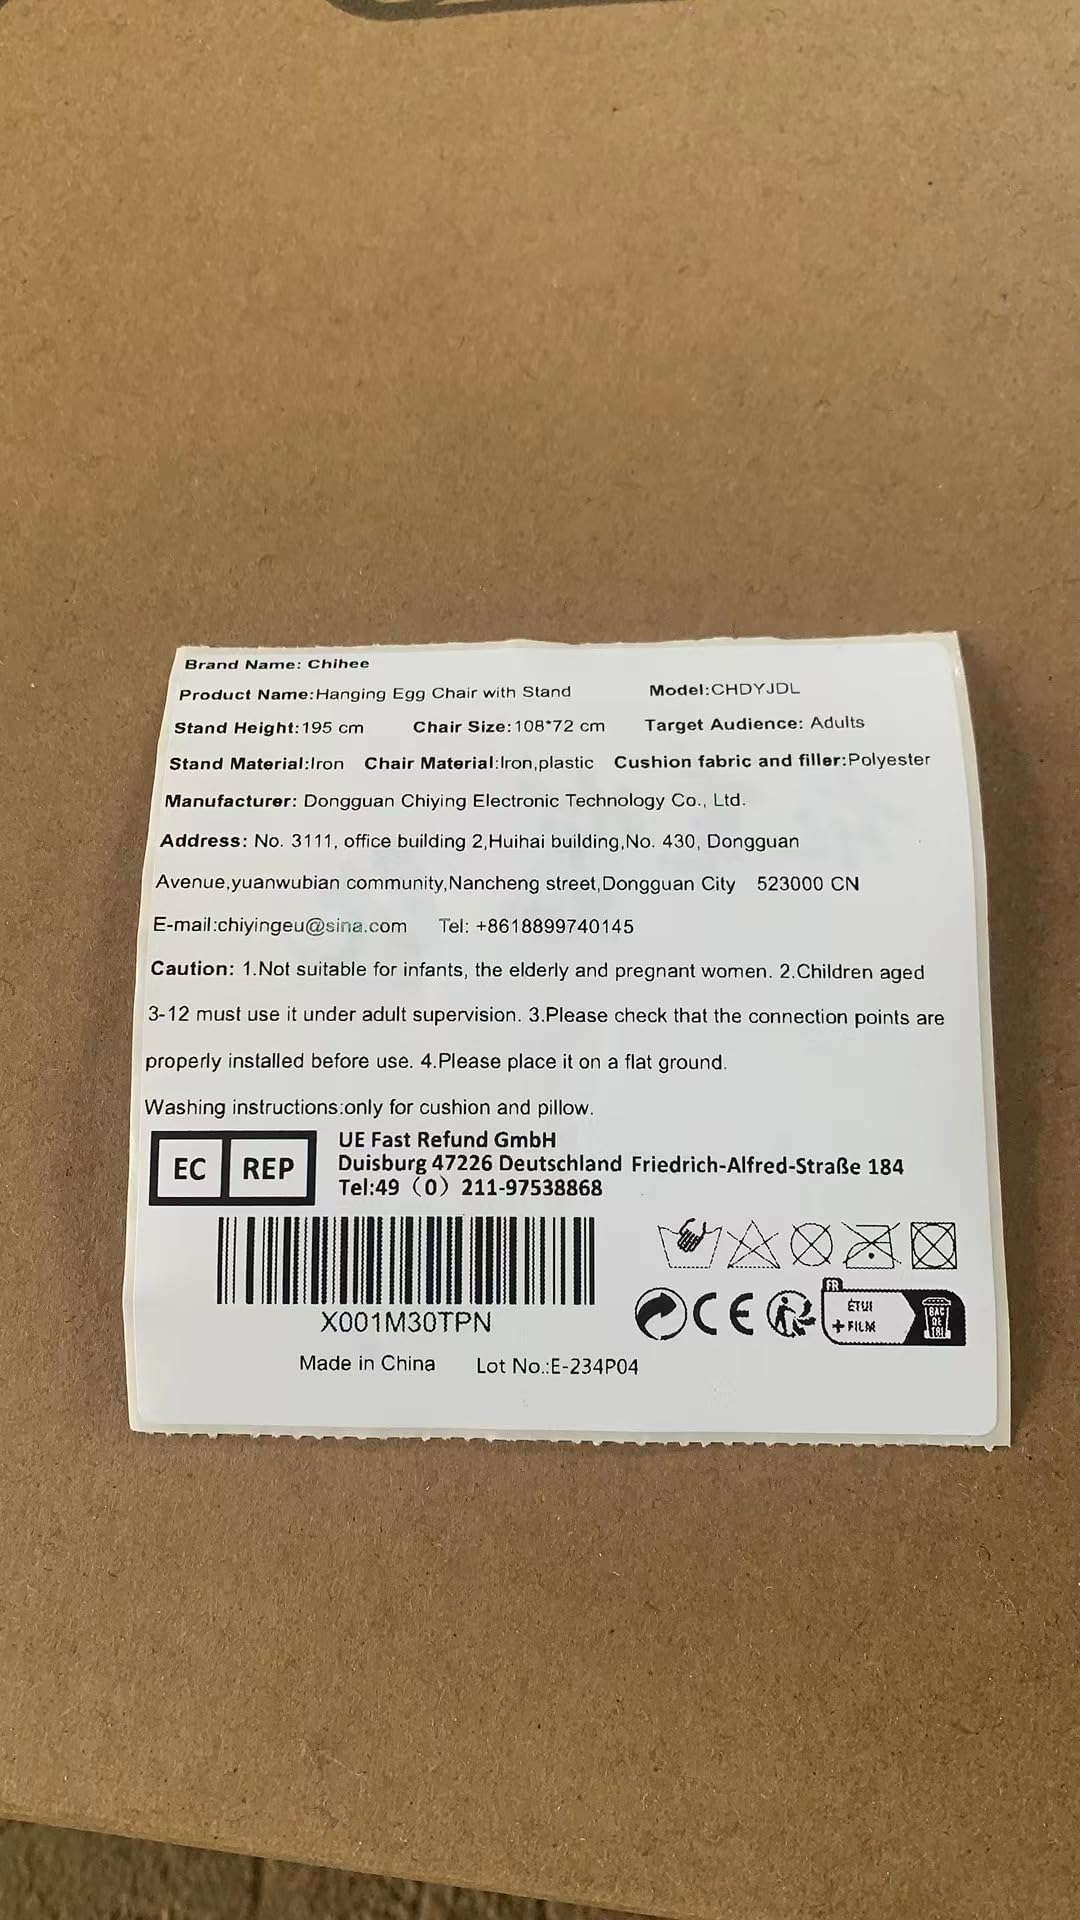 Brand Name: Chihee
Product Name:Hanging Egg Chair with Stand Model:CHDYJDL
Stand Height:195 cm Chair Size:108*72 cm Target Audience: Adults
Stand Material:Iron Chair Material:Iron,plastic Cushion fabric and filler:Polyester
Manufacturer: Dongguan Chiying Electronic Technology Co., Ltd.
Address: No. 3111, office building 2,Huihai building,No. 430, Dongguan
Avenue,yuanwubian community,Nancheng street,Dongguan City 523000 CN
E-mail:chiyingeu@sina.com Tel: +8618899740145
Caution: 1.Not suitable for infants, the elderly and pregnant women. 2.Children aged
3-12 must use it under adult supervision. 3.Please check that the connection points are
properly installed before use. 4.Please place it on a flat ground.
Washing instructions:only for cushion and pillow.
EC REP
UE Fast Refund GmbH
Duisburg 47226 Deutschland Friedrich-Alfred-Straße 184
Tel:49（0）211-97538868
X001M30TPN
CE
FR
ÉTUI
+ FILM
BAC
DE
TRI
Made in China Lot No.:E-234P04